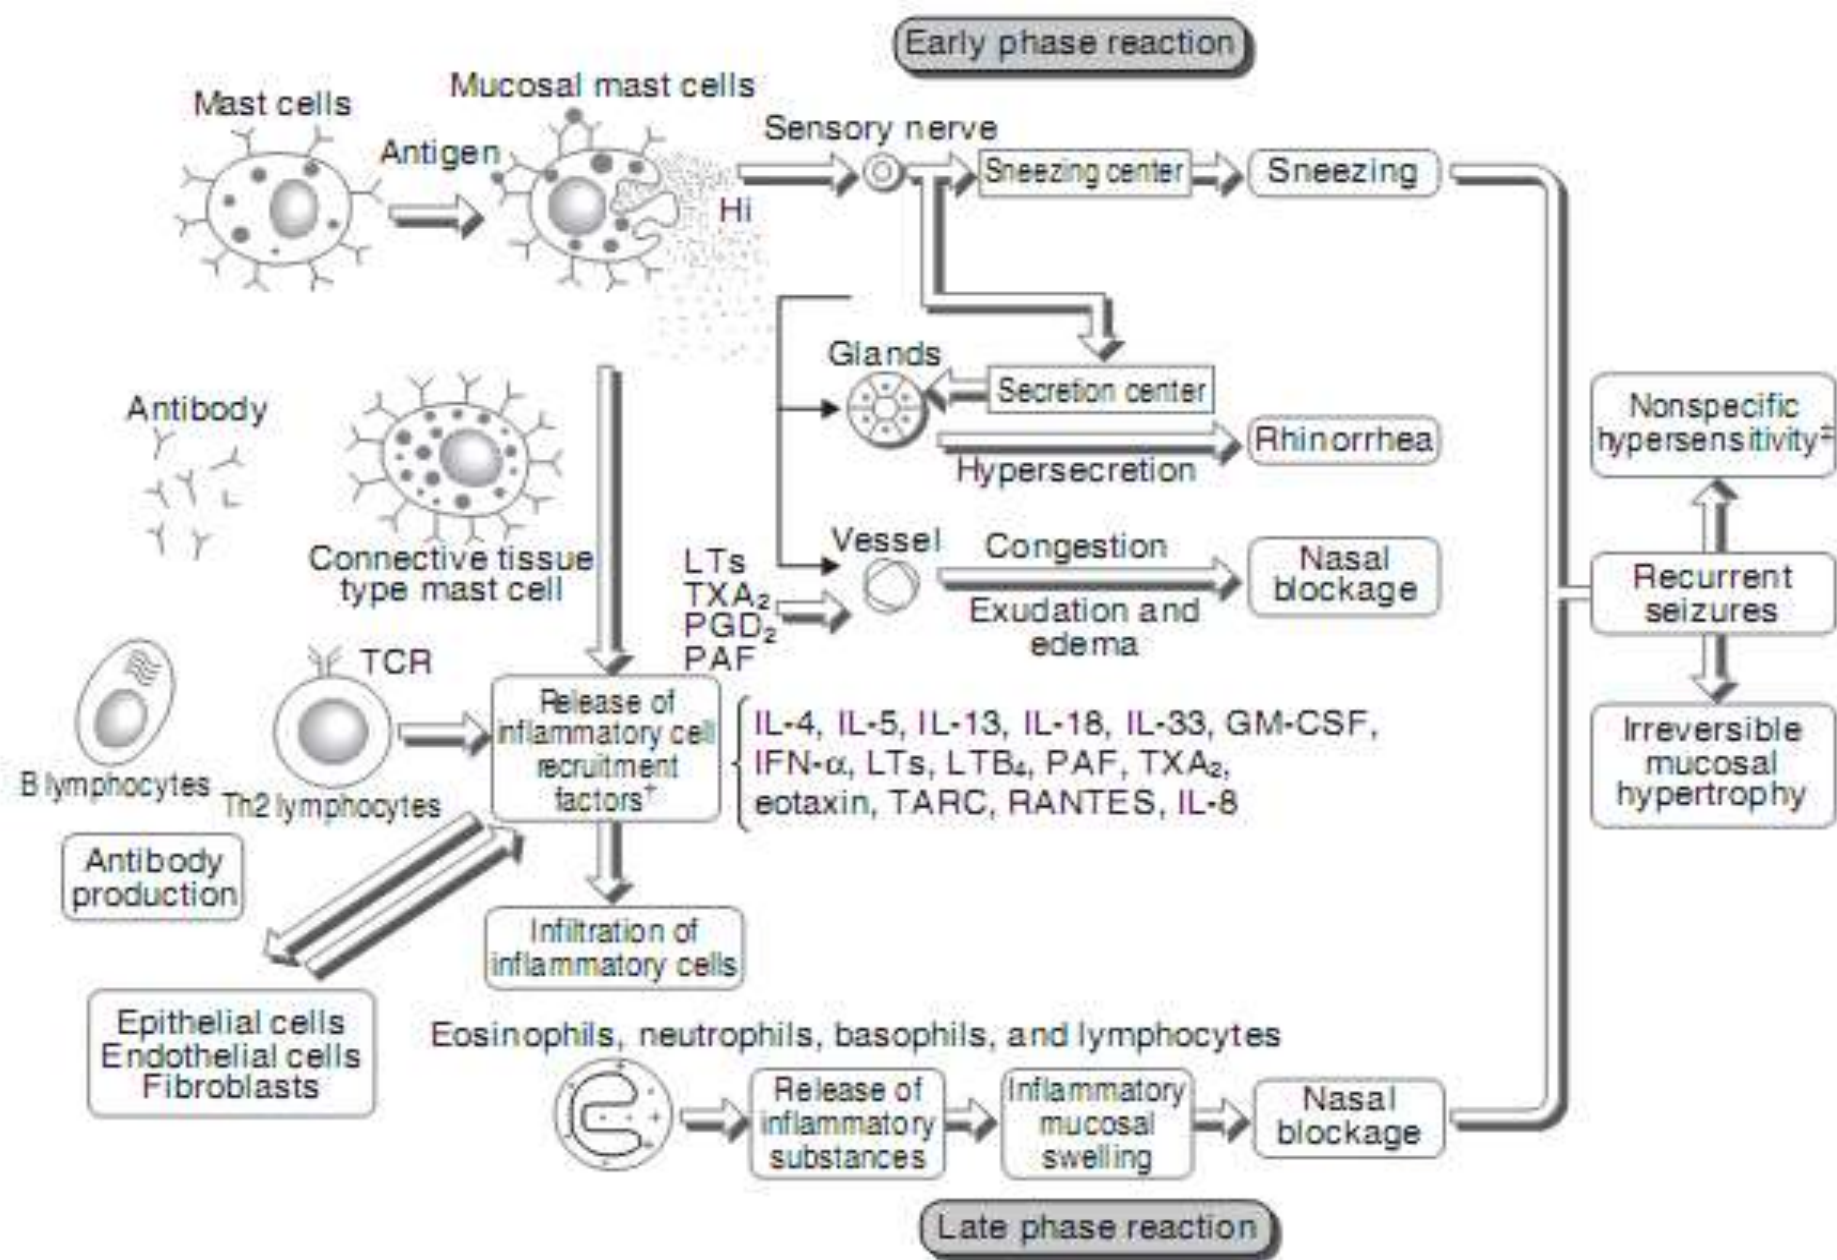 Early phase reaction
Mast cells
Mucosal mast cells
Antigen
Hi
Sensory nerve
Sneezing center
Sneezing
Glands
Secretion center
Hypersecretion
Rhinorrhea
Antibody
Connective tissue
type mast cell
LTs
TXA₂
PGD₂
PAF
Vessel
Congestion
Exudation and
edema
Nasal
blockage
Nonspecific
hypersensitivity‡
Recurrent
seizures
Irreversible
mucosal
hypertrophy
B lymphocytes
TCR
Th2 lymphocytes
Release of
inflammatory cell
recruitment
factors†
IL-4, IL-5, IL-13, IL-18, IL-33, GM-CSF,
IFN-α, LTs, LTB₄, PAF, TXA₂,
eotaxin, TARC, RANTES, IL-8
Antibody
production
Infiltration of
inflammatory cells
Epithelial cells
Endothelial cells
Fibroblasts
Eosinophils, neutrophils, basophils, and lymphocytes
Release of
inflammatory
substances
Inflammatory
mucosal
swelling
Nasal
blockage
Late phase reaction